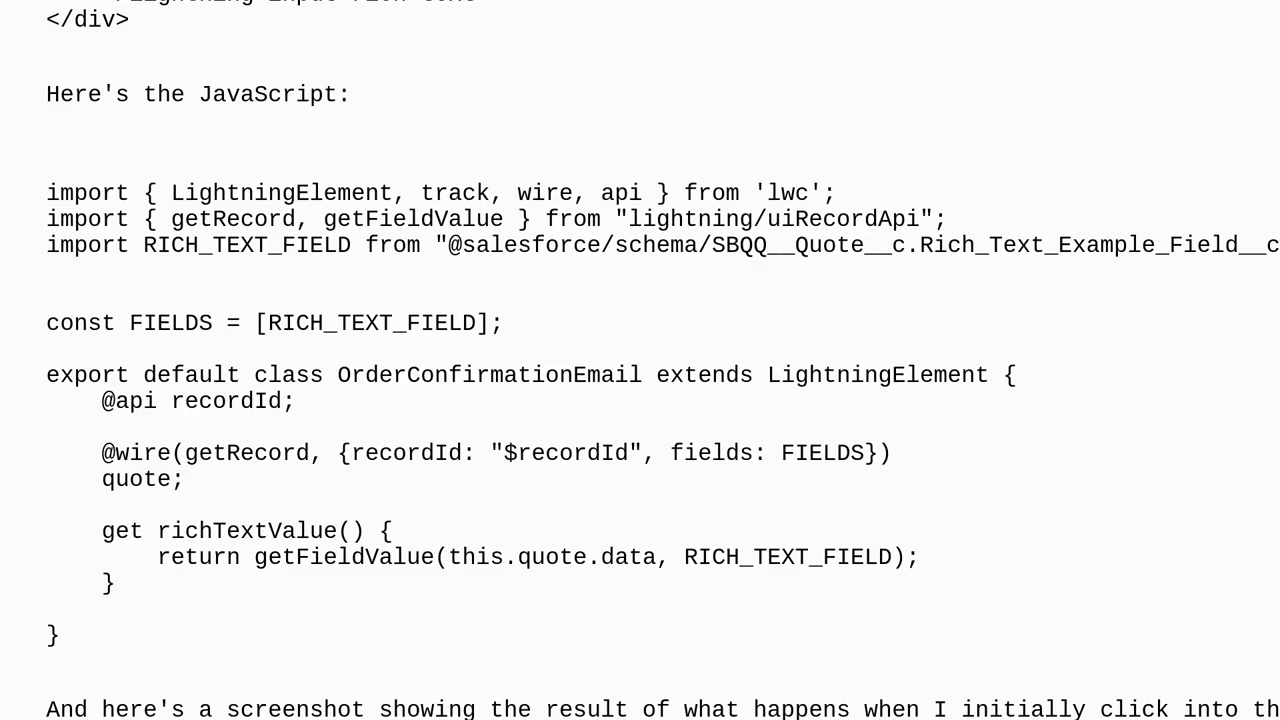 </div>
Here's the JavaScript:
import { LightningElement, track, wire, api } from 'lwc';
import { getRecord, getFieldValue } from "lightning/uiRecordApi";
import RICH_TEXT_FIELD from "@salesforce/schema/SBQQ__Quote__c.Rich_Text_Example_Field__c
const FIELDS = [RICH_TEXT_FIELD];
export default class OrderConfirmationEmail extends LightningElement {
@api recordId;
@wire(getRecord, {recordId: "$recordId", fields: FIELDS})
quote;
get richTextValue() {
return getFieldValue(this.quote.data, RICH_TEXT_FIELD);
}
}
And here's a screenshot showing the result of what happens when I initially click into th